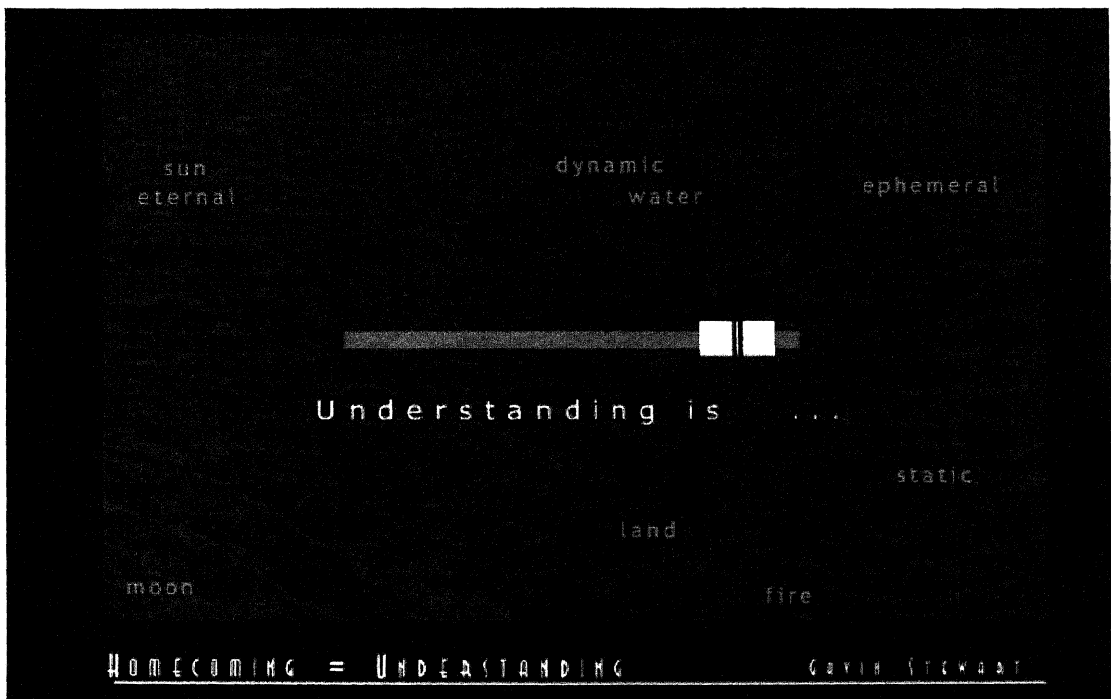 sun
eternal
dynamic
water
ephemeral
Understanding is ...
static
land
moon
fire
HOMECOMING = UNDERSTANDING
GAVIN STEWART